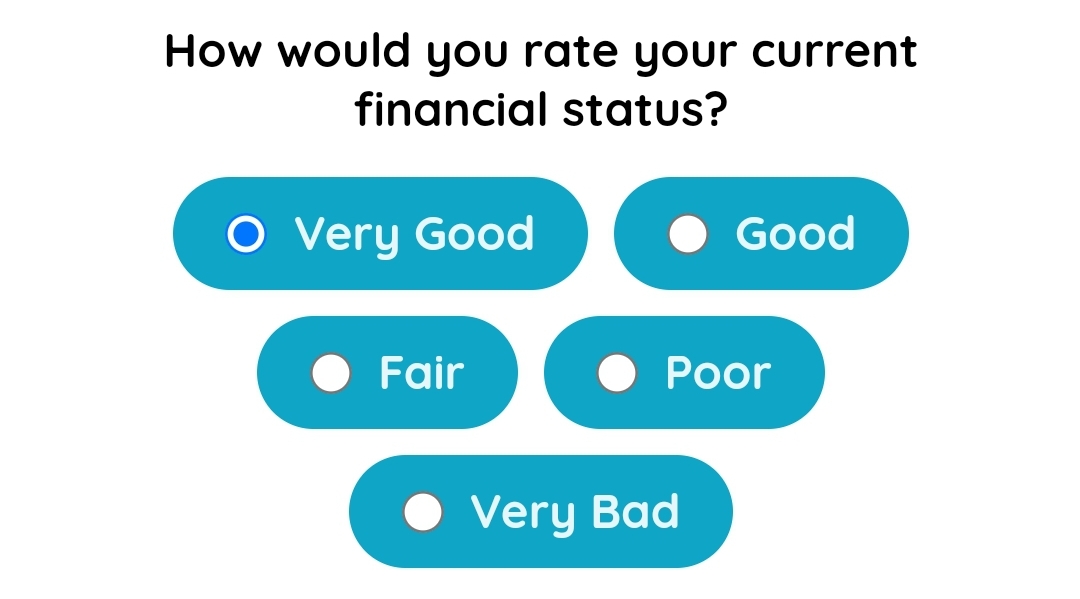 How would you rate your current
financial status?
Very Good
Good
Fair
Poor
Very Bad